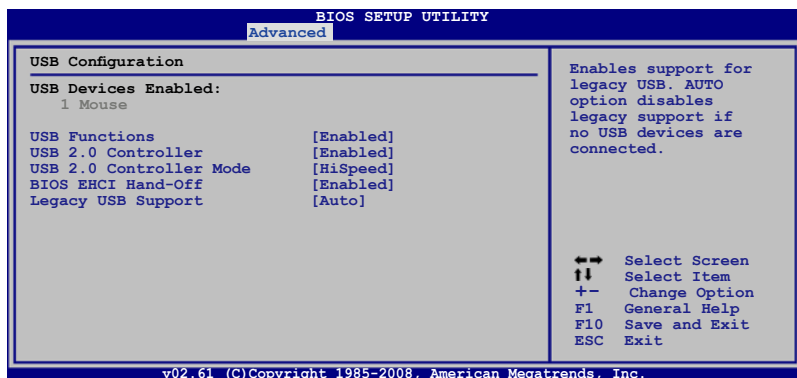 BIOS SETUP UTILITY
Advanced
USB Configuration
USB Devices Enabled:
1 Mouse
USB Functions [Enabled]
USB 2.0 Controller [Enabled]
USB 2.0 Controller Mode [HiSpeed]
BIOS EHCI Hand-Off [Enabled]
Legacy USB Support [Auto]
Enables support for
legacy USB. AUTO
option disables
legacy support if
no USB devices are
connected.
←→ Select Screen
↑↓ Select Item
+- Change Option
F1 General Help
F10 Save and Exit
ESC Exit
v02.61 (C)Copyright 1985-2008, American Megatrends, Inc.